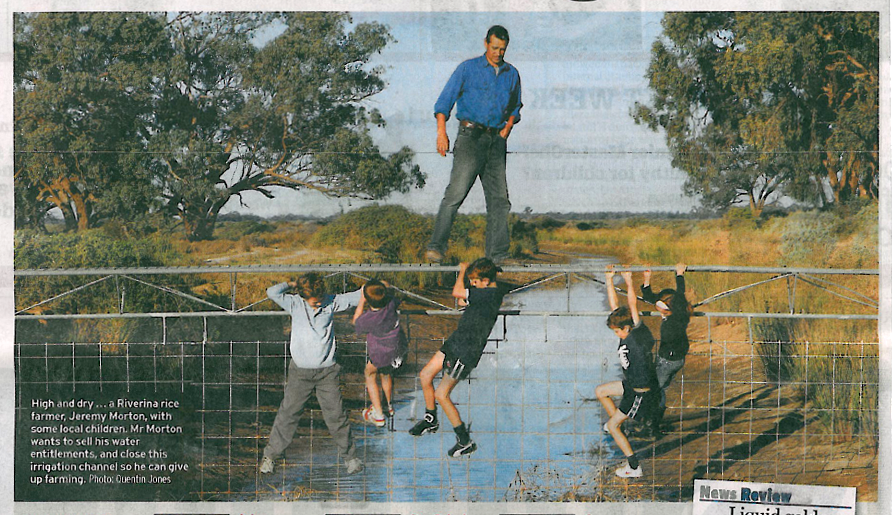 High and dry ... a Riverina rice
farmer, Jeremy Morton, with
some local children. Mr Morton
wants to sell his water
entitlements, and close this
irrigation channel so he can give
up farming. Photo: Quentin Jones
News Review
Liquid gold